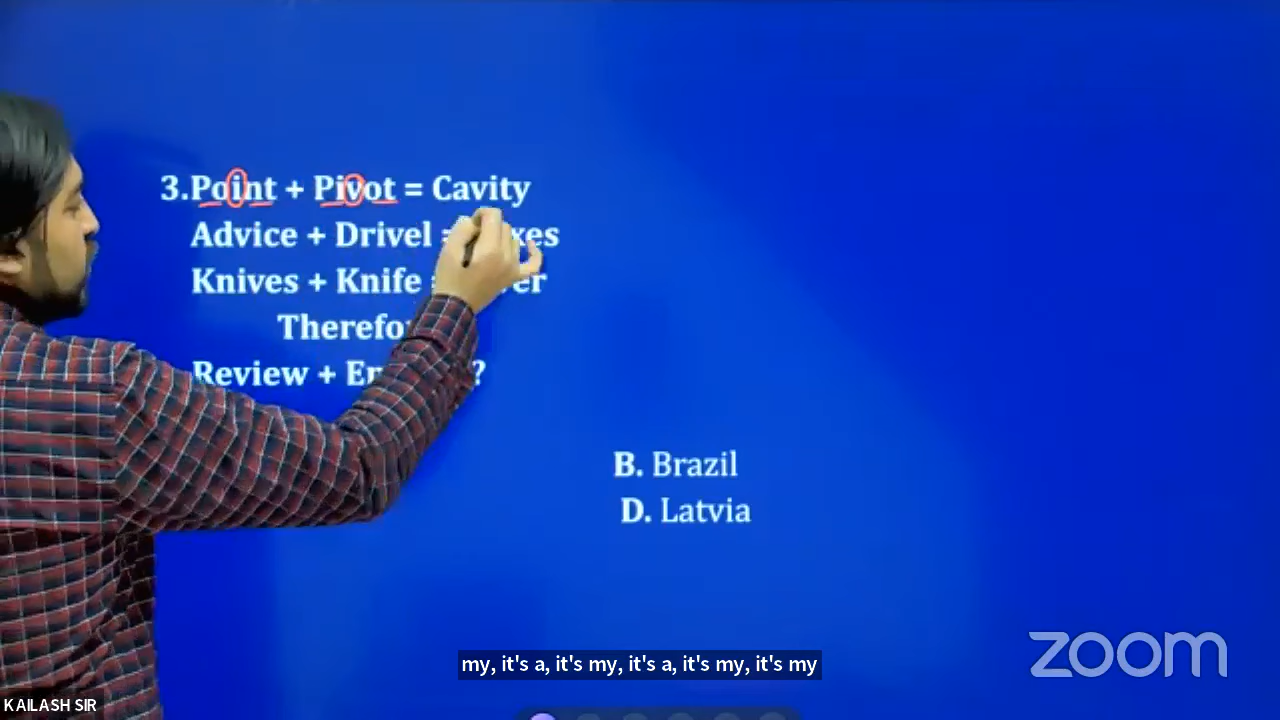 3.Point + Pivot = Cavity
Advice + Drivel
Knives + Knife
Review +
?
B. Brazil
D. Latvia
zoom
my, it's a, it's my, it's a, it's my, it's my
KAILASH SIR